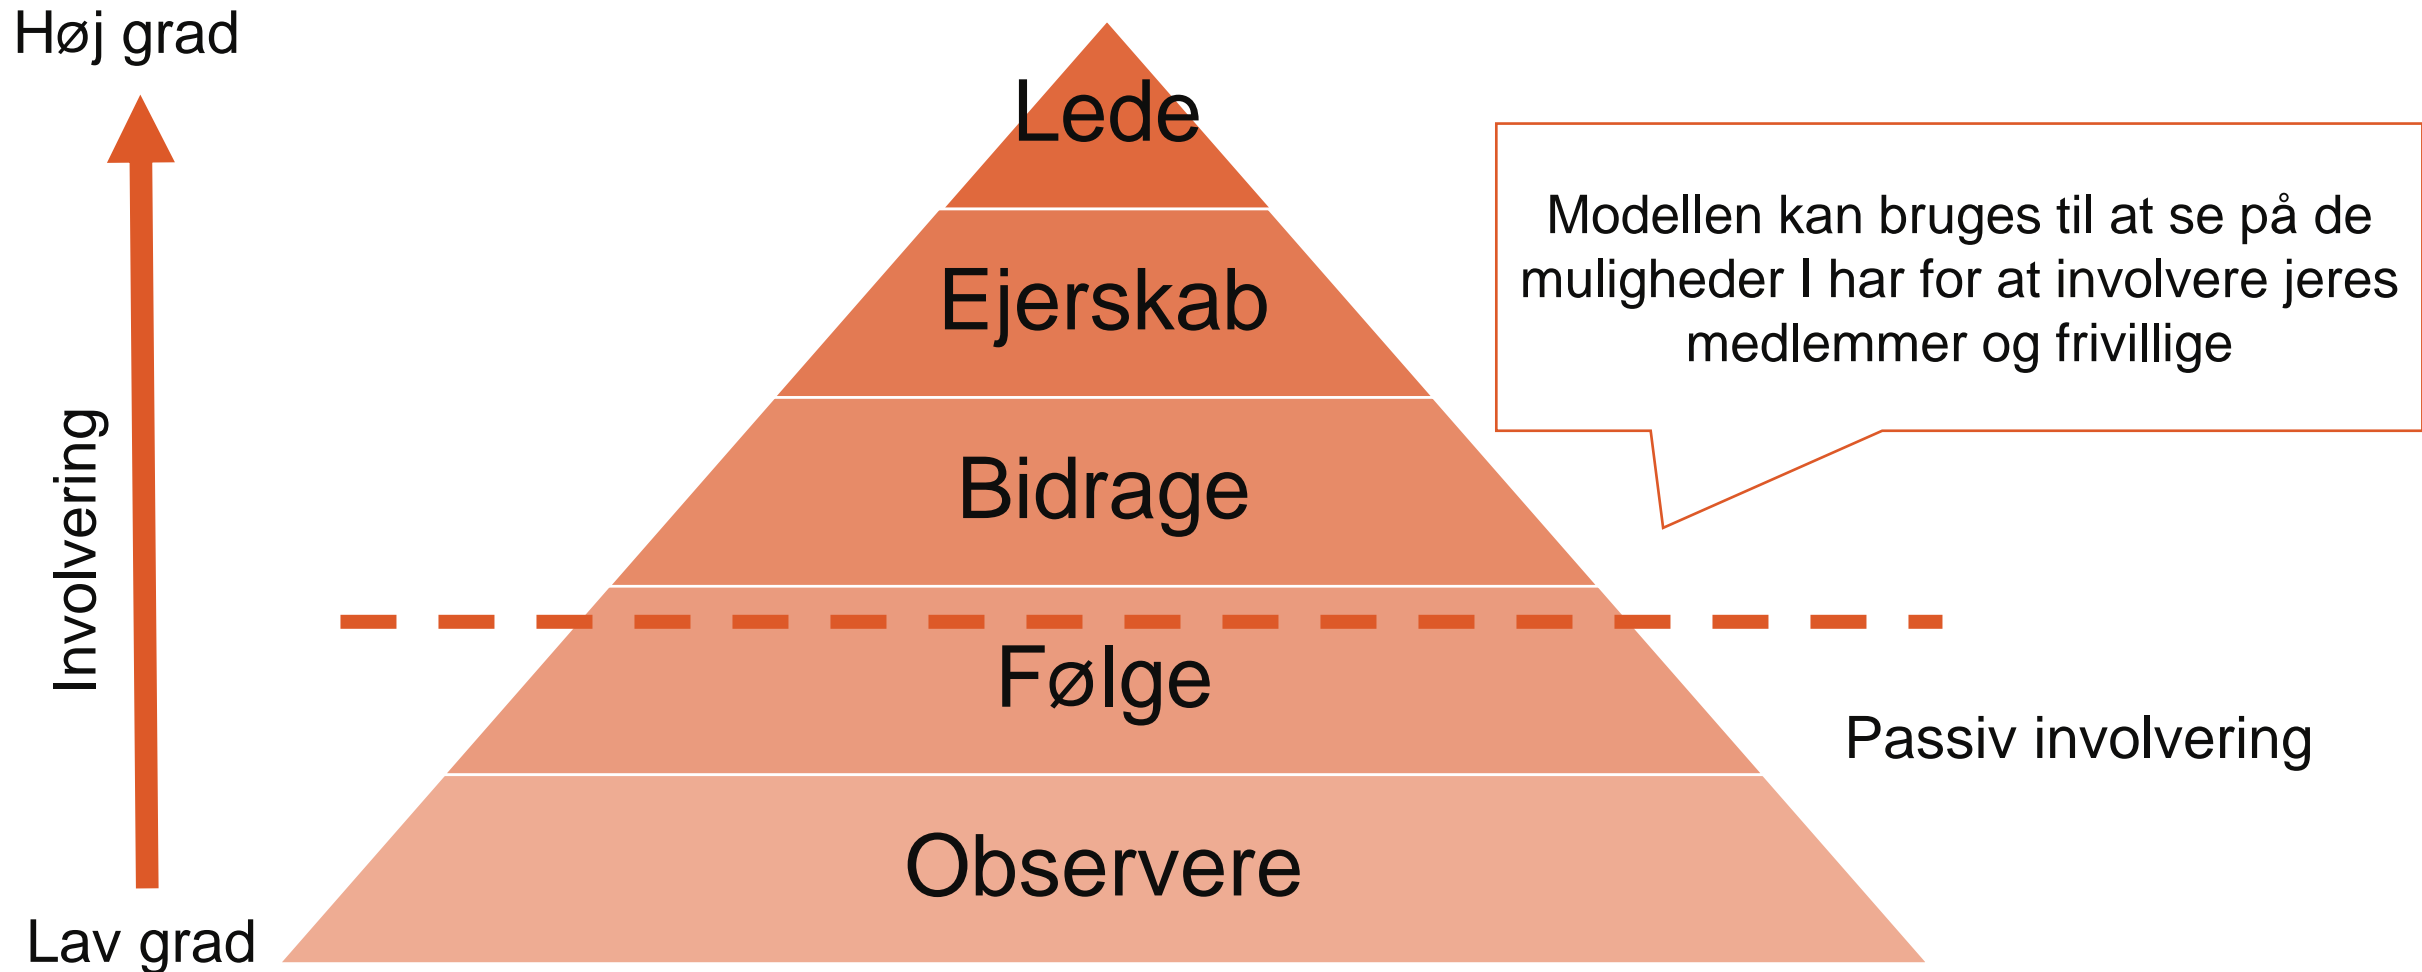 Høj grad
Lede
Modellen kan bruges til at se på de
muligheder I har for at involvere jeres
medlemmer og frivillige
Ejerskab
Bidrage
Involvering
Følge
Passiv involvering
Observere
Lav grad